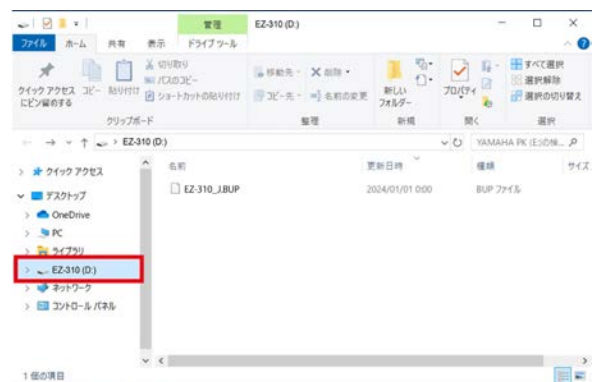 管理 EZ-310 (D:)
ファイル ホーム 共有 表示 ドライブ ツール
クイック アクセス
にピン留めする
コピー 貼り付け
切り取り
パスのコピー
ショートカットの貼り付け
クリップボード
移動先 削除
コピー先 名前の変更
整理
新しい
フォルダー
新規
プロパティ
開く
すべて選択
選択解除
選択の切り替え
選択
EZ-310 (D:)
YAMAHA PK (E:)の検...
クイック アクセス
デスクトップ
OneDrive
PC
ライブラリ
EZ-310 (D:)
ネットワーク
コントロール パネル
名前 更新日時 種類 サイズ
EZ-310_J.BUP 2024/01/01 0:00 BUP ファイル
1 個の項目